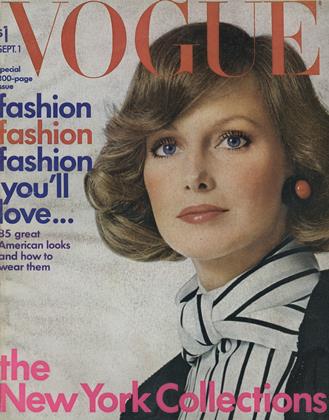 VOGUE
$1
SEPT. 1
special
300-page
issue
fashion
fashion
fashion
you'll
love...
85 great
American looks
and how to
wear them
the
New York Collections